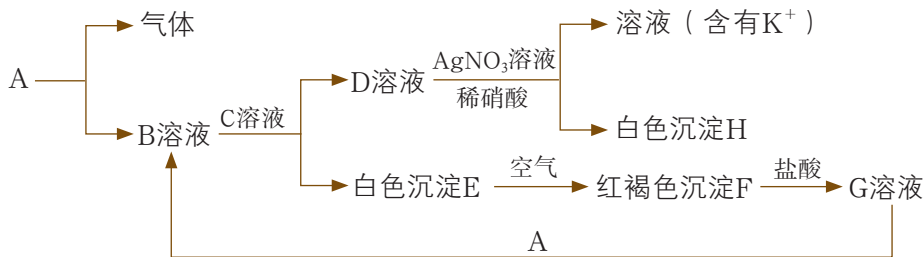 气体
溶液（含有K⁺）
A
D溶液
AgNO₃溶液
稀硝酸
B溶液
C溶液
白色沉淀H
白色沉淀E
空气
红褐色沉淀F
盐酸
G溶液
A